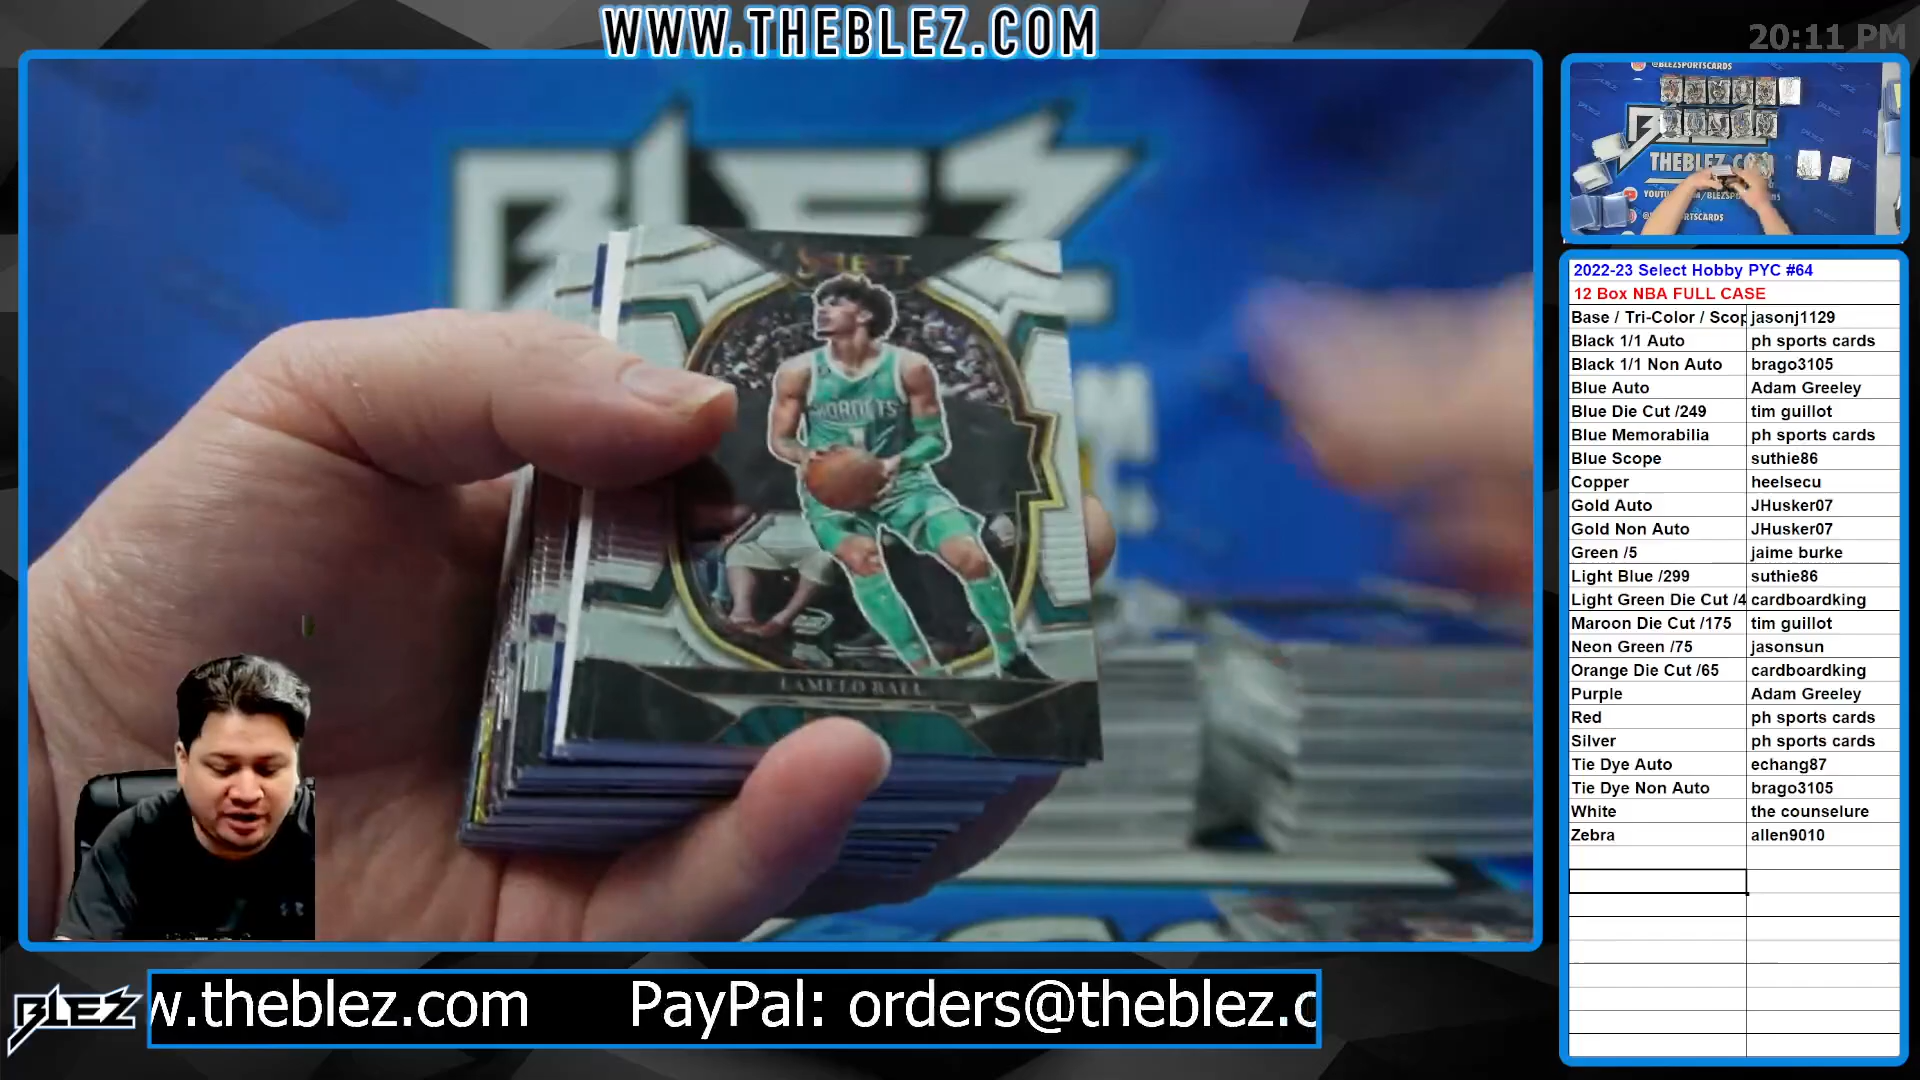 WWW.THEBLEZ.COM
20:11 PM
@BLEZSPORTSCARDS
THEBLEZ.COM
BLEZ
SELECT
HORNETS
1
LAMELO BALL
2022-23 Select Hobby PYC #64
12 Box NBA FULL CASE
Base / Tri-Color / Scop jasonj1129
Black 1/1 Auto ph sports cards
Black 1/1 Non Auto brago3105
Blue Auto Adam Greeley
Blue Die Cut /249 tim guillot
Blue Memorabilia ph sports cards
Blue Scope suthie86
Copper heelsecu
Gold Auto JHusker07
Gold Non Auto JHusker07
Green /5 jaime burke
Light Blue /299 suthie86
Light Green Die Cut /4 cardboardking
Maroon Die Cut /175 tim guillot
Neon Green /75 jasonsun
Orange Die Cut /65 cardboardking
Purple Adam Greeley
Red ph sports cards
Silver ph sports cards
Tie Dye Auto echang87
Tie Dye Non Auto brago3105
White the counselure
Zebra allen9010
BLEZ
w.theblez.com PayPal: orders@theblez.c